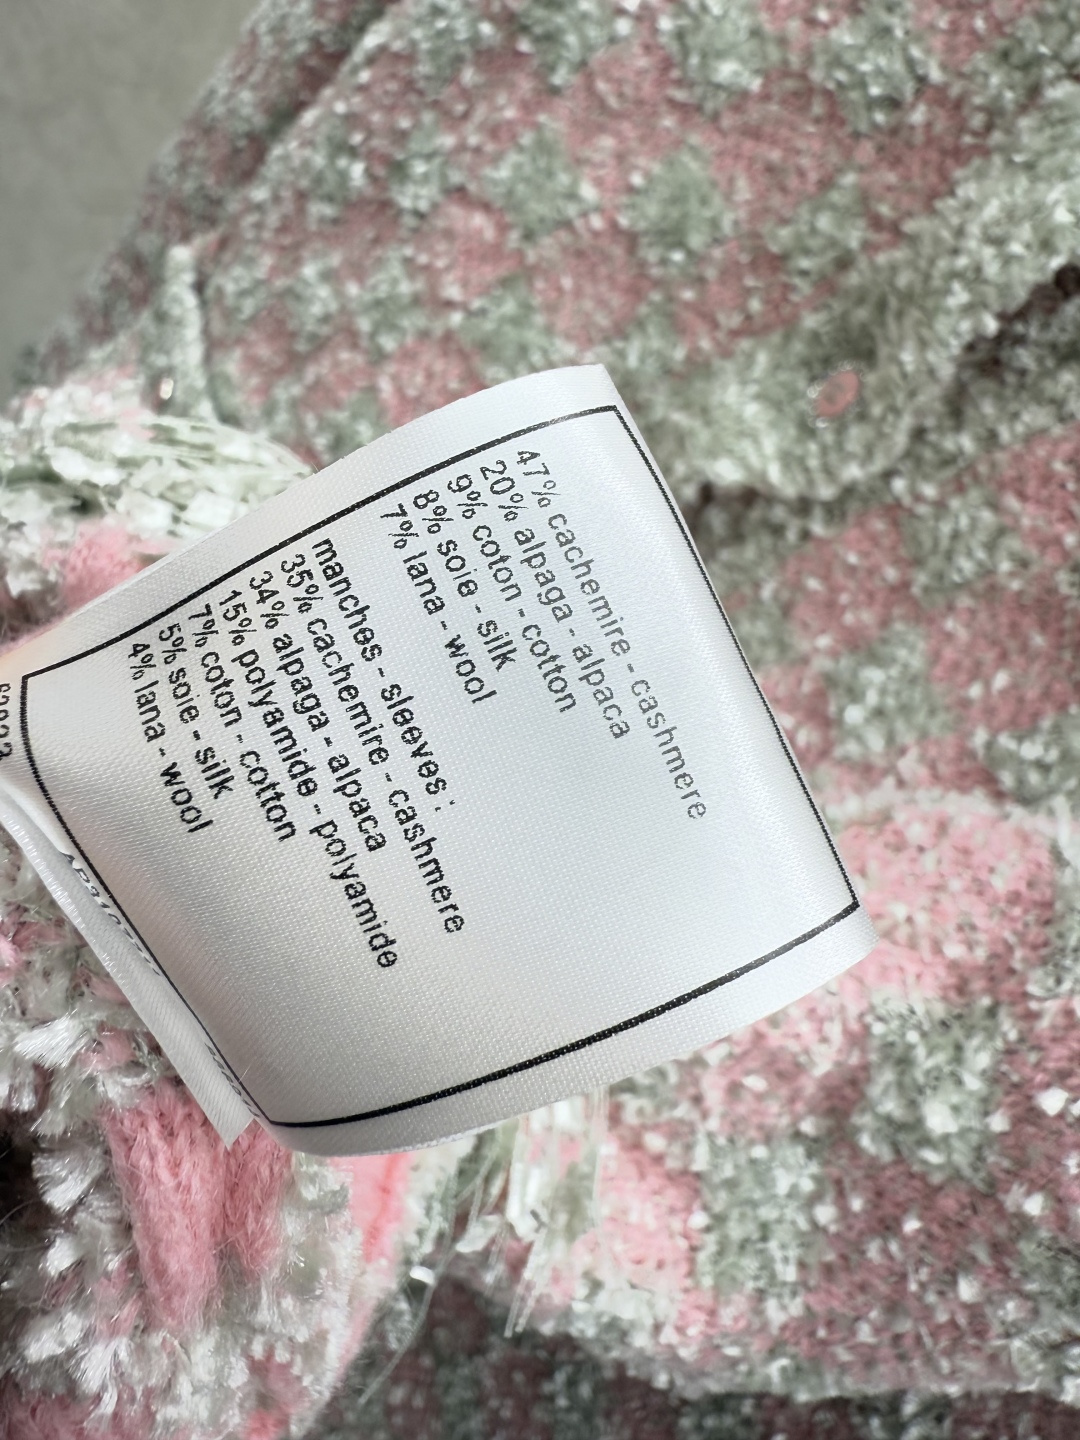 47% cachemire - cashmere
20% alpaga - alpaca
9% coton - cotton
8% soie - silk
7% lana - wool
manches - sleeves :
35% cachemire - cashmere
34% alpaga - alpaca
15% polyamide - polyamide
7% coton - cotton
5% soie - silk
4% lana - wool